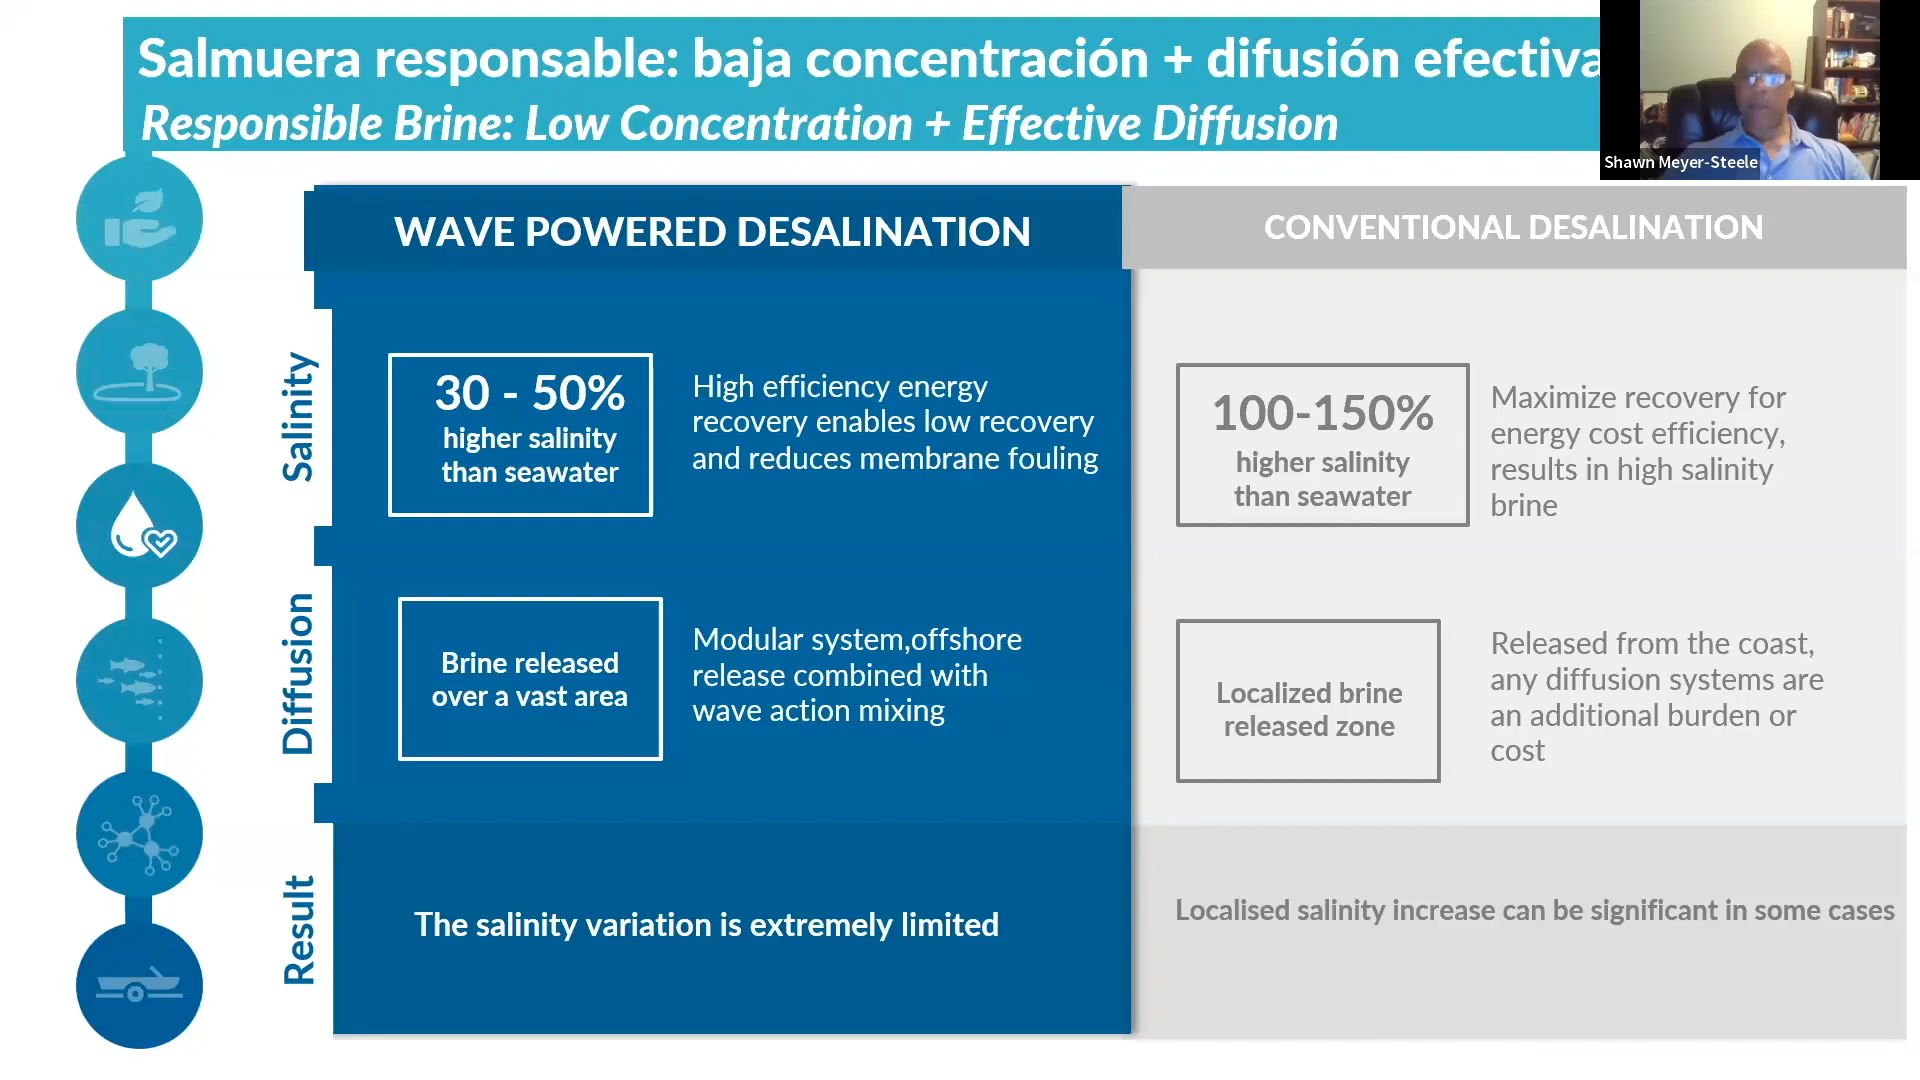 Salmuera responsable: baja concentración + difusión efectiva
Responsible Brine: Low Concentration + Effective Diffusion
Shawn Meyer-Steele
WAVE POWERED DESALINATION
CONVENTIONAL DESALINATION
Salinity
30 - 50%
higher salinity
than seawater
High efficiency energy
recovery enables low recovery
and reduces membrane fouling
100-150%
higher salinity
than seawater
Maximize recovery for
energy cost efficiency,
results in high salinity
brine
Diffusion
Brine released
over a vast area
Modular system,offshore
release combined with
wave action mixing
Localized brine
released zone
Released from the coast,
any diffusion systems are
an additional burden or
cost
Result
The salinity variation is extremely limited
Localised salinity increase can be significant in some cases